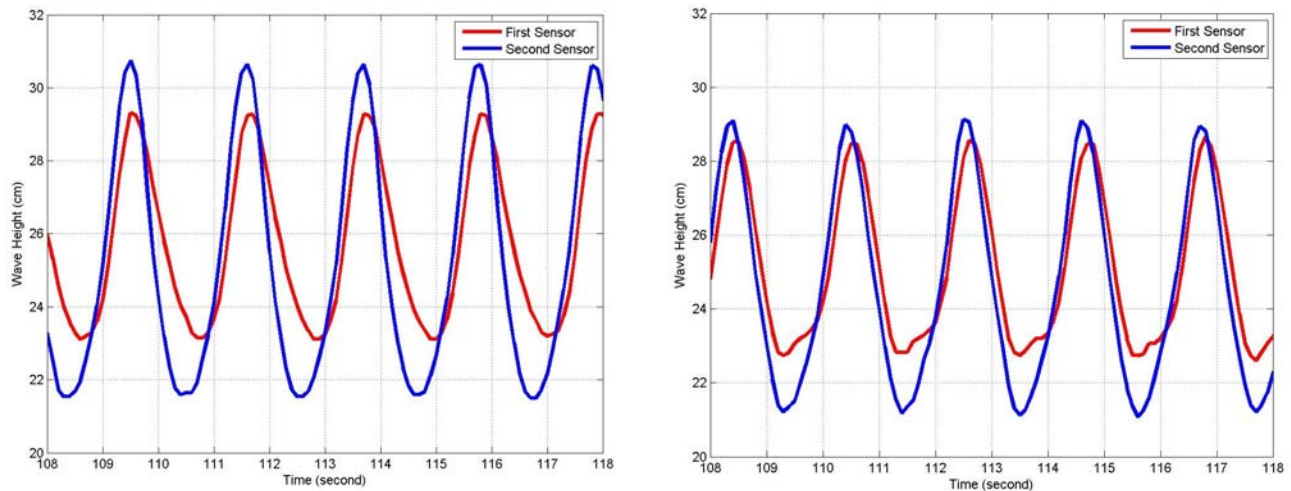 32
30
28
26
24
22
20
Wave Height (cm)
First Sensor
Second Sensor
108 109 110 111 112 113 114 115 116 117 118
Time (second)
32
30
28
26
24
22
20
Wave Height (cm)
First Sensor
Second Sensor
108 109 110 111 112 113 114 115 116 117 118
Time (second)